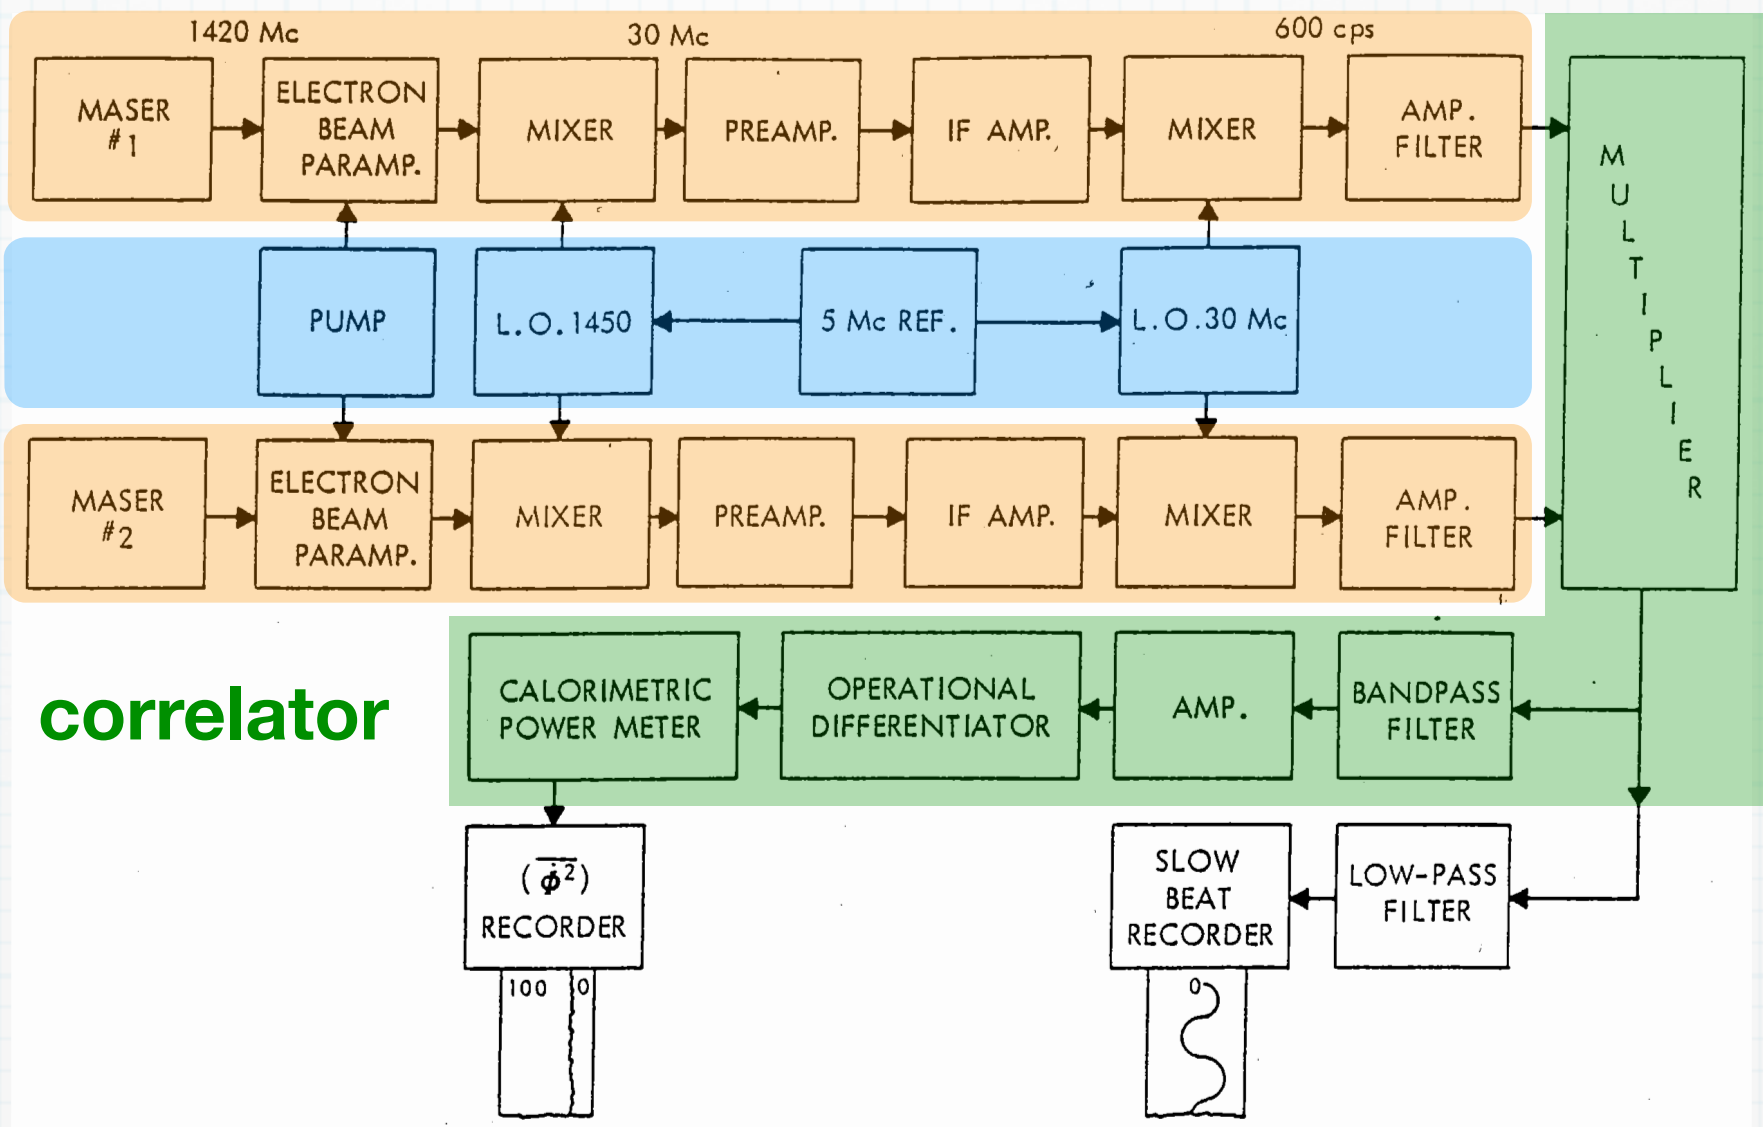 1420 Mc
30 Mc
600 cps
MASER
#1
ELECTRON
BEAM
PARAMP.
MIXER
PREAMP.
IF AMP.
MIXER
AMP.
FILTER
MULTIPLIER
PUMP
L.O.1450
5 Mc REF.
L.O.30 Mc
MASER
#2
ELECTRON
BEAM
PARAMP.
MIXER
PREAMP.
IF AMP.
MIXER
AMP.
FILTER
correlator
CALORIMETRIC
POWER METER
OPERATIONAL
DIFFERENTIATOR
AMP.
BANDPASS
FILTER
(φ̇²)
RECORDER
100 0
SLOW
BEAT
RECORDER
0
LOW-PASS
FILTER